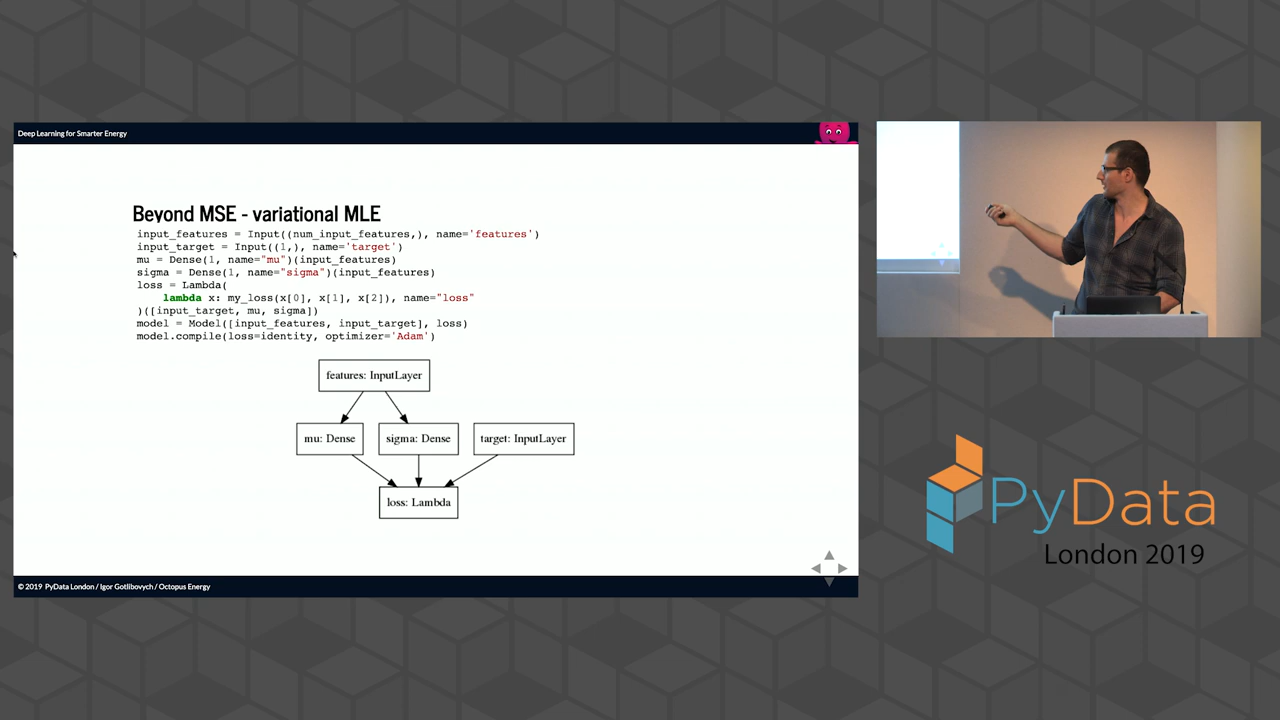 Deep Learning for Smarter Energy
Beyond MSE - variational MLE
input_features = Input((num_input_features,), name='features')
input_target = Input((1,), name='target')
mu = Dense(1, name="mu")(input_features)
sigma = Dense(1, name="sigma")(input_features)
loss = Lambda(
    lambda x: my_loss(x[0], x[1], x[2]), name="loss"
)([input_target, mu, sigma])
model = Model([input_features, input_target], loss)
model.compile(loss=identity, optimizer='Adam')
features: InputLayer
mu: Dense
sigma: Dense
target: InputLayer
loss: Lambda
© 2019 PyData London / Igor Gotlibovych / Octopus Energy
PyData
London 2019